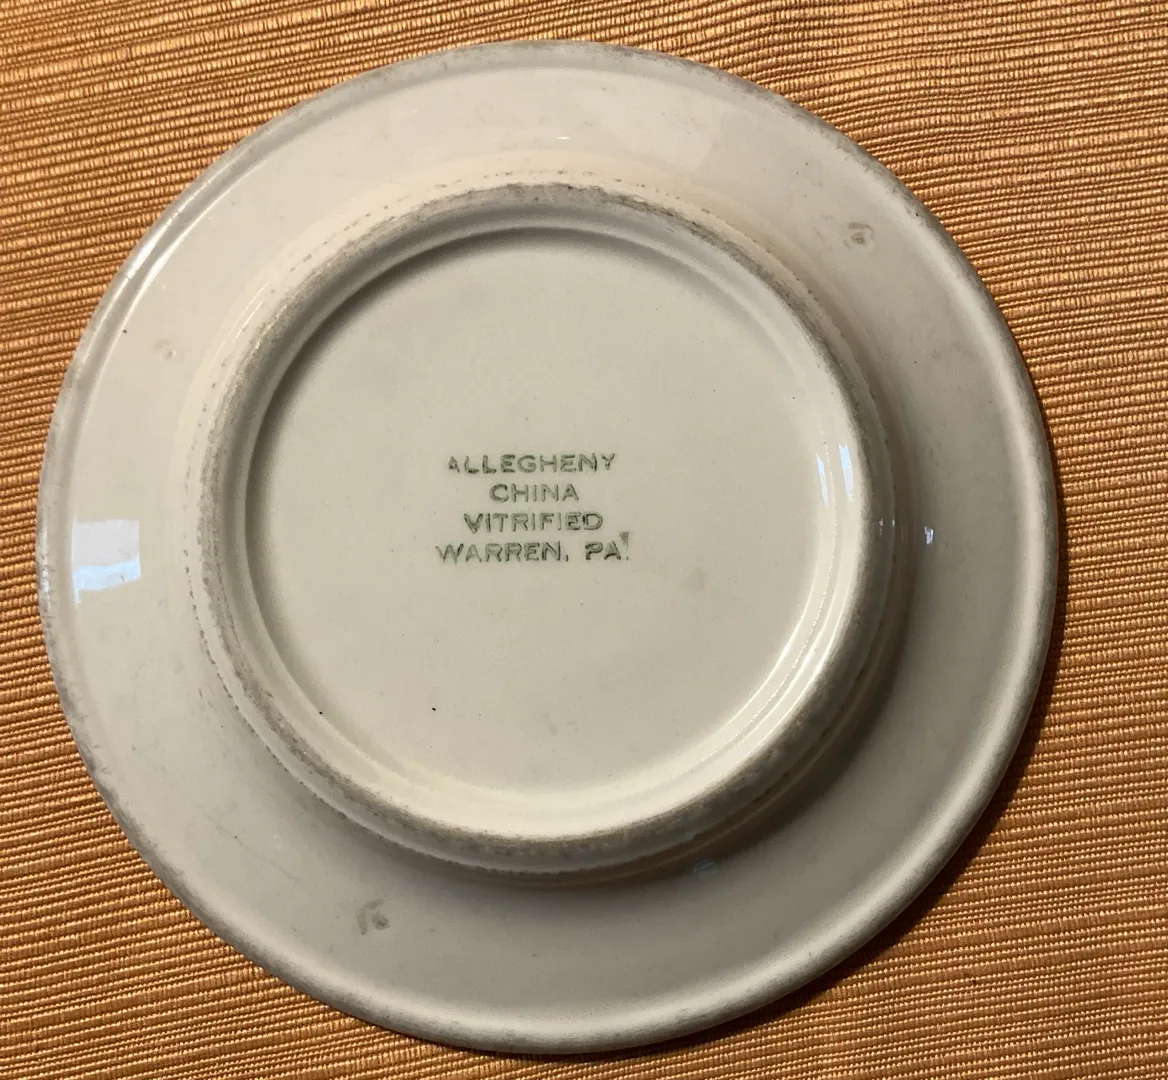 ALLEGHENY
CHINA
VITRIFIED
WARREN, PA.